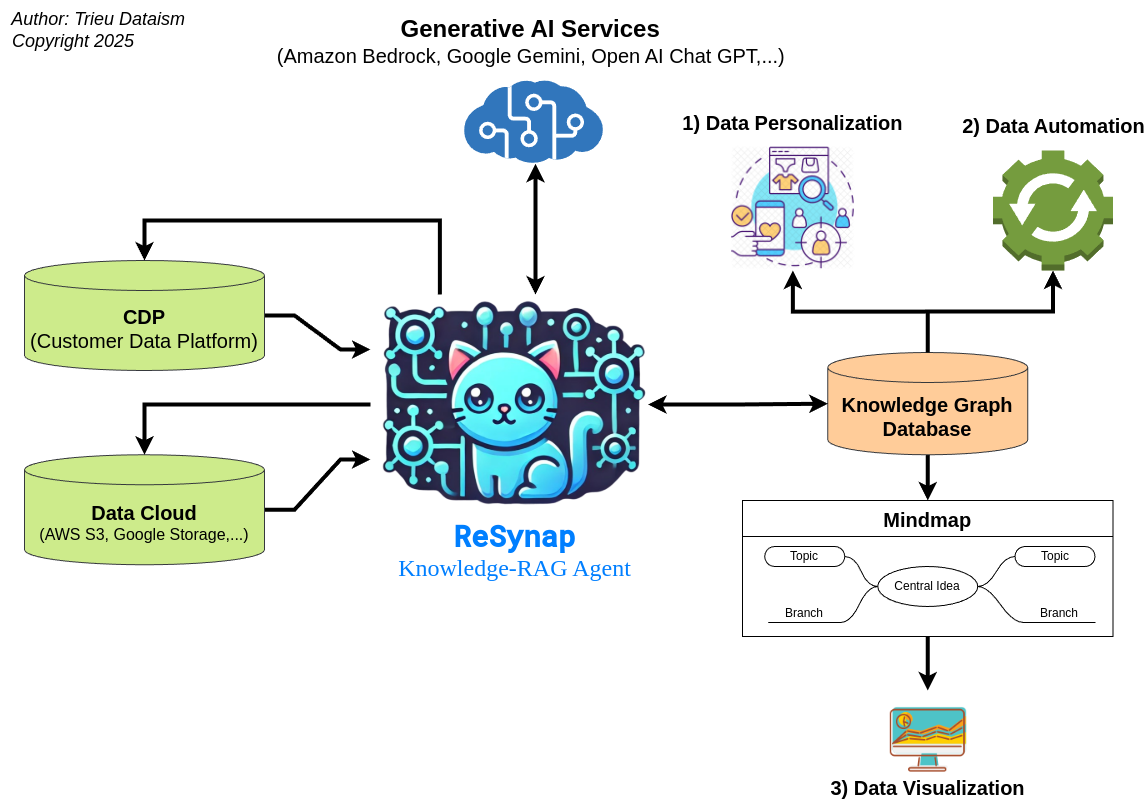 Author: Trieu Dataism
Copyright 2025
Generative AI Services
(Amazon Bedrock, Google Gemini, Open AI Chat GPT,...)
1) Data Personalization
2) Data Automation
CDP
(Customer Data Platform)
Data Cloud
(AWS S3, Google Storage,...)
ReSynap
Knowledge-RAG Agent
Knowledge Graph
Database
Mindmap
Topic
Topic
Central Idea
Branch
Branch
3) Data Visualization